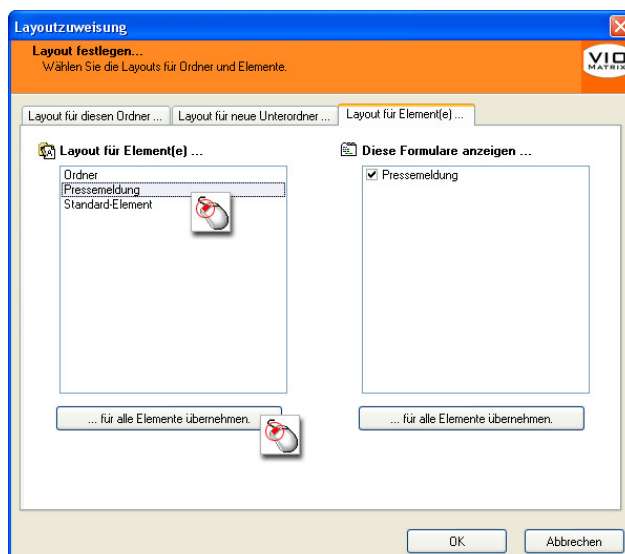 Layoutzuweisung
Layout festlegen...
Wählen Sie die Layouts für Ordner und Elemente.
VIO
MATRIX
Layout für diesen Ordner ...
Layout für neue Unterordner ...
Layout für Element(e) ...
Layout für Element(e) ...
Ordner
Pressemeldung
Standard-Element
... für alle Elemente übernehmen.
Diese Formulare anzeigen ...
Pressemeldung
... für alle Elemente übernehmen.
OK
Abbrechen